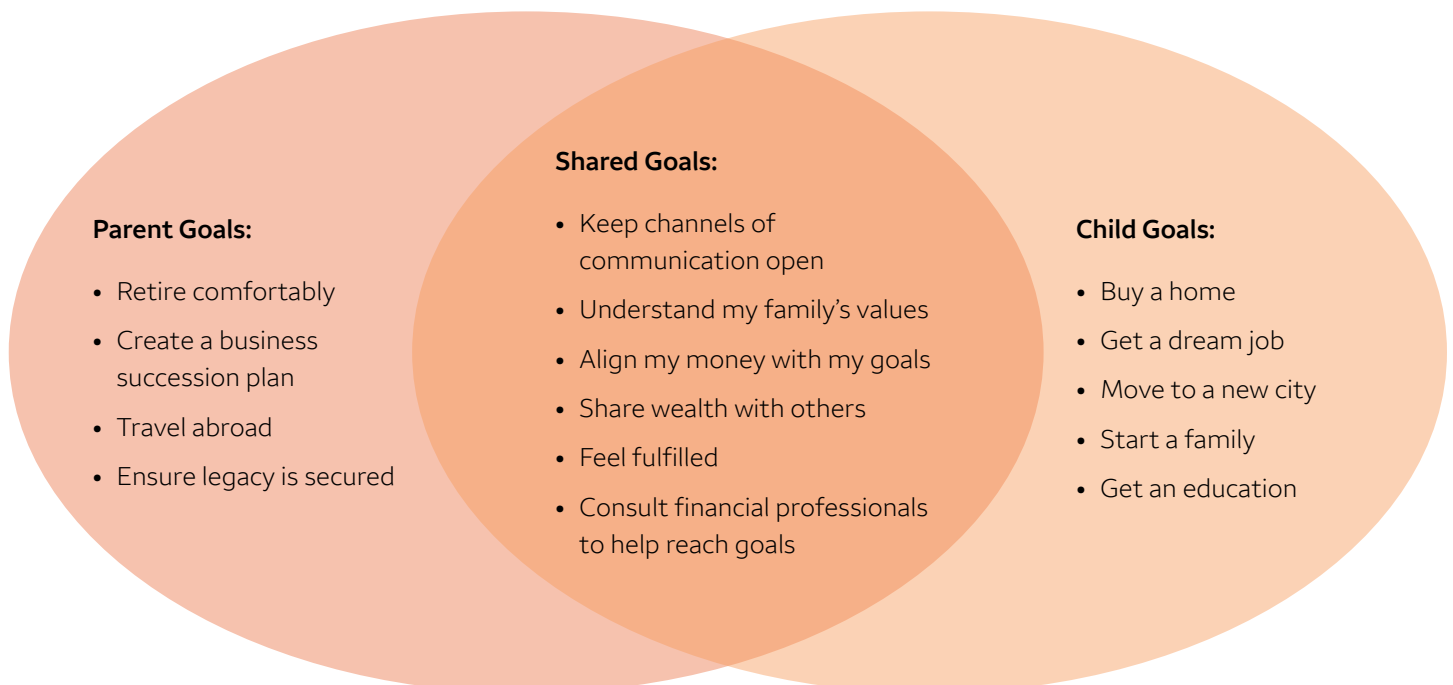 Parent Goals:
• Retire comfortably
• Create a business
succession plan
• Travel abroad
• Ensure legacy is secured
Shared Goals:
• Keep channels of
communication open
• Understand my family’s values
• Align my money with my goals
• Share wealth with others
• Feel fulfilled
• Consult financial professionals
to help reach goals
Child Goals:
• Buy a home
• Get a dream job
• Move to a new city
• Start a family
• Get an education